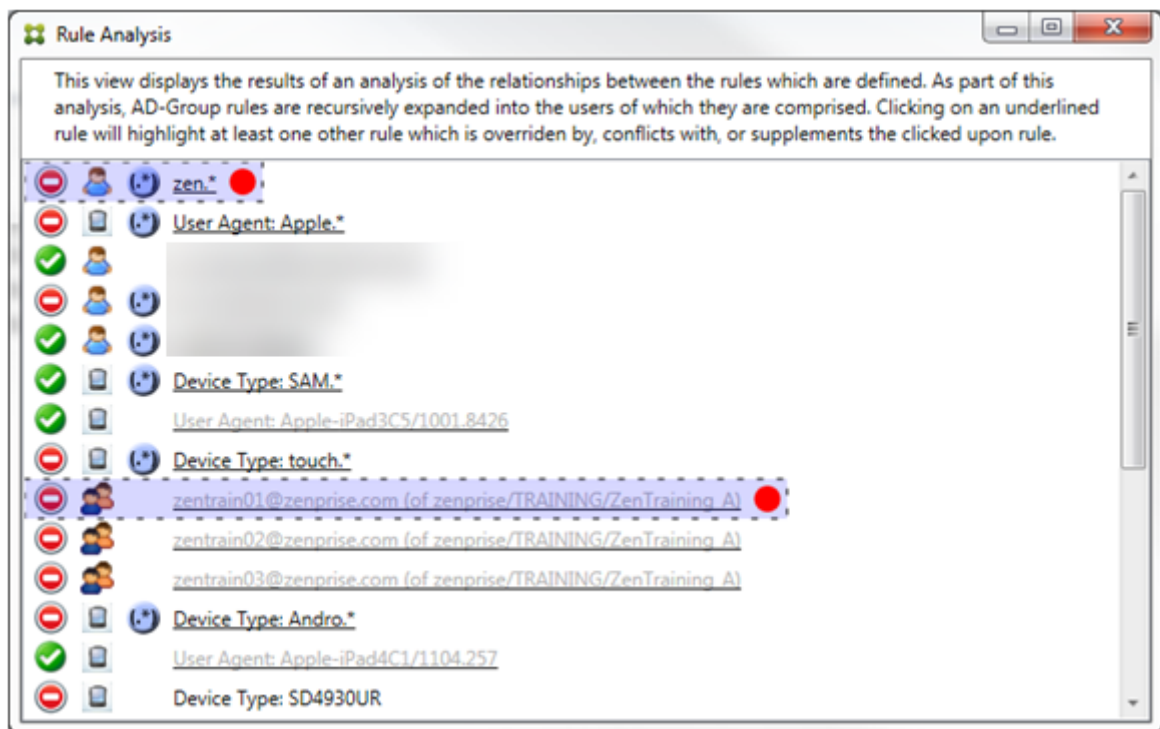 Rule Analysis
This view displays the results of an analysis of the relationships between the rules which are defined. As part of this
analysis, AD-Group rules are recursively expanded into the users of which they are comprised. Clicking on an underlined
rule will highlight at least one other rule which is overriden by, conflicts with, or supplements the clicked upon rule.
(.*) zen.*
(.*) User Agent: Apple.*
(.*)
(.*)
(.*) Device Type: SAM.*
User Agent: Apple-iPad3C5/1001.8426
(.*) Device Type: touch.*
zentrain01@zenprise.com (of zenprise/TRAINING/ZenTraining_A)
zentrain02@zenprise.com (of zenprise/TRAINING/ZenTraining_A)
zentrain03@zenprise.com (of zenprise/TRAINING/ZenTraining_A)
(.*) Device Type: Andro.*
User Agent: Apple-iPad4C1/1104.257
Device Type: SD4930UR